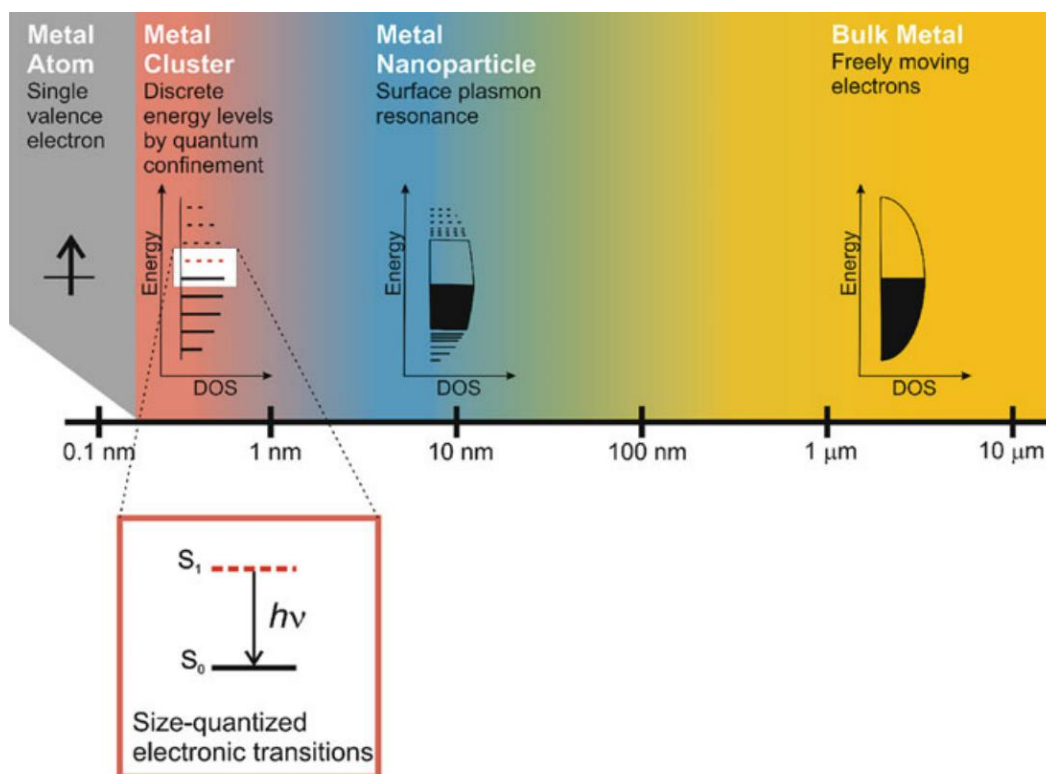 Metal
Atom
Single
valence
electron
Metal
Cluster
Discrete
energy levels
by quantum
confinement
Energy
DOS
Metal
Nanoparticle
Surface plasmon
resonance
Energy
DOS
Bulk Metal
Freely moving
electrons
Energy
DOS
0.1 nm
1 nm
10 nm
100 nm
1 µm
10 µm
S₁
hν
S₀
Size-quantized
electronic transitions